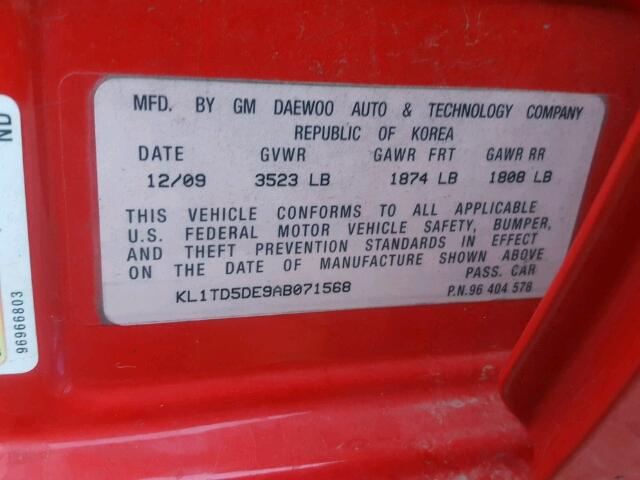 MFD. BY GM DAEWOO AUTO & TECHNOLOGY COMPANY
REPUBLIC OF KOREA
DATE GVWR GAWR FRT GAWR RR
12/09 3523 LB 1874 LB 1808 LB
THIS VEHICLE CONFORMS TO ALL APPLICABLE
U.S. FEDERAL MOTOR VEHICLE SAFETY, BUMPER,
AND THEFT PREVENTION STANDARDS IN EFFECT
ON THE DATE OF MANUFACTURE SHOWN ABOVE
PASS. CAR
KL1TD5DE9AB071568 P.N.96 404 578
ND
96966803